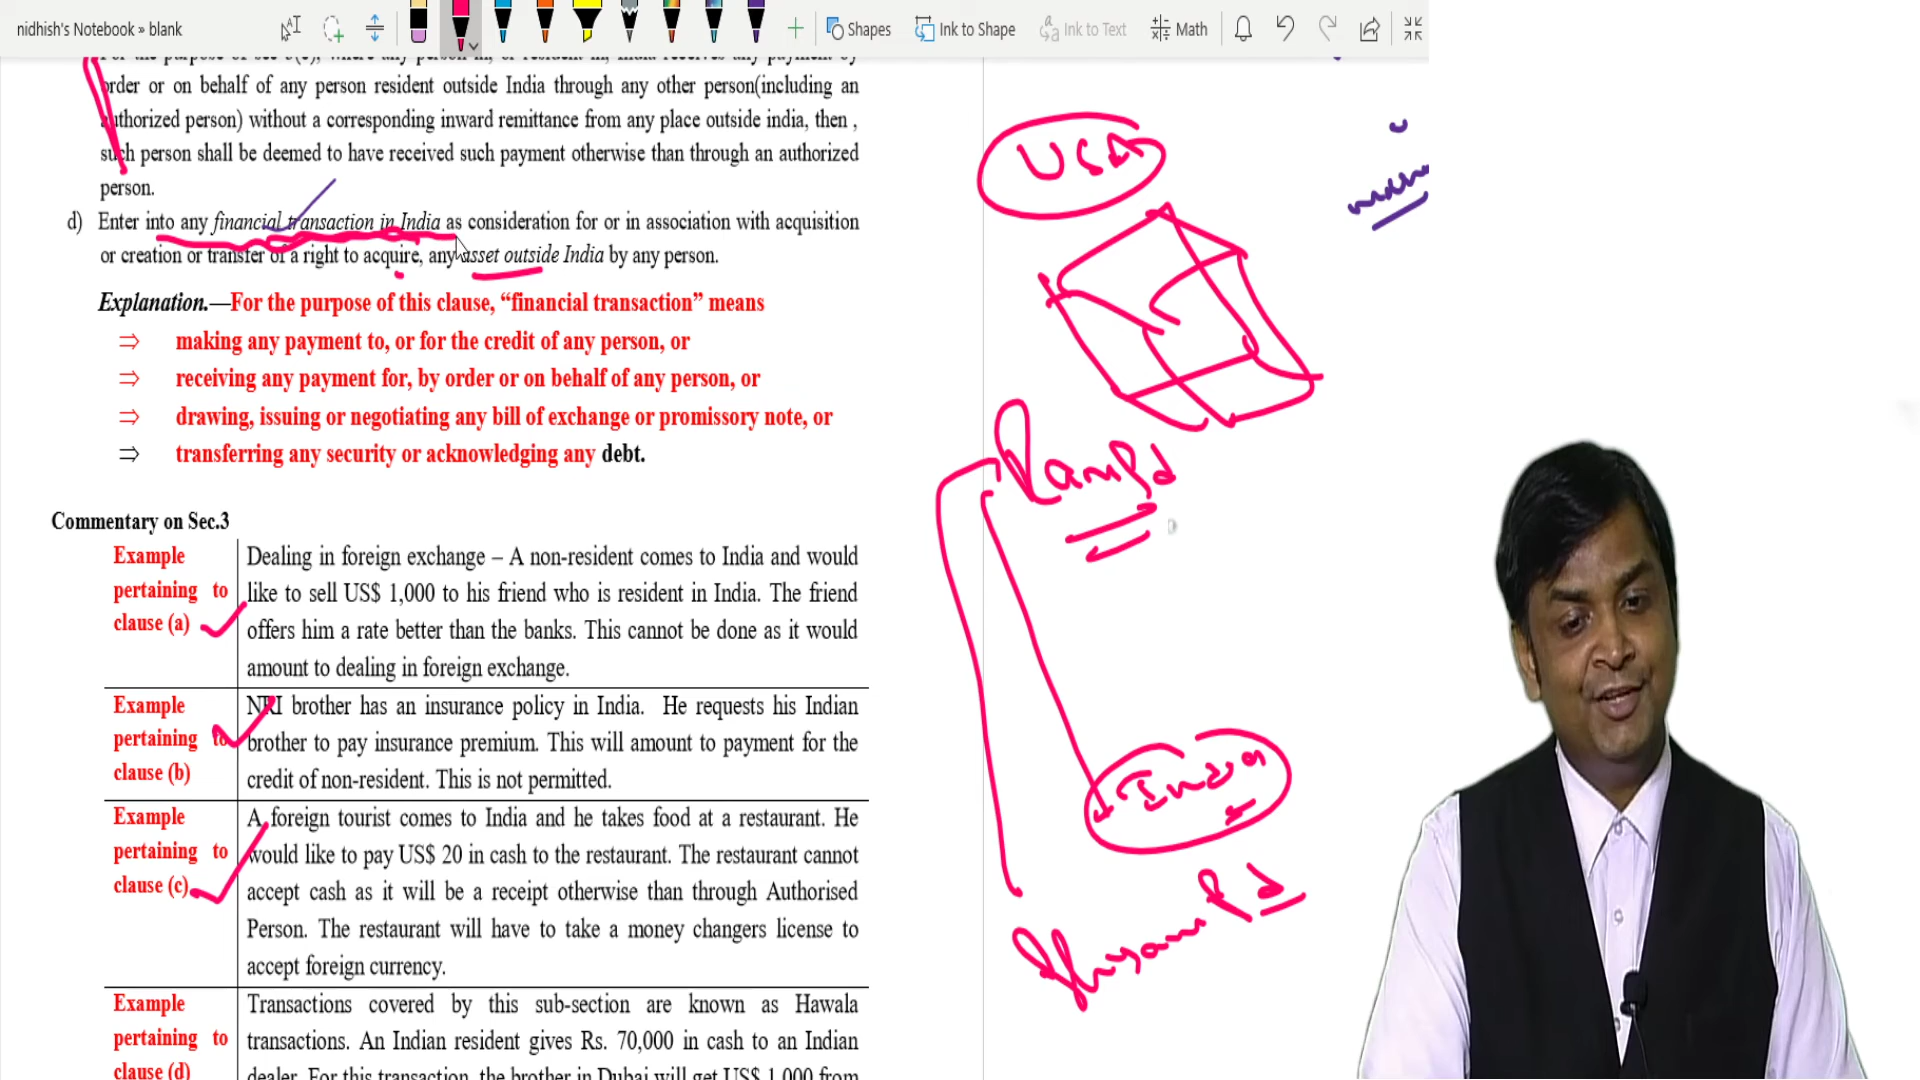 nidhish's Notebook » blank
Shapes
Ink to Shape
Ink to Text
Math
order or on behalf of any person resident outside India through any other person(including an
authorized person) without a corresponding inward remittance from any place outside india, then ,
such person shall be deemed to have received such payment otherwise than through an authorized
person.
d) Enter into any financial transaction in India as consideration for or in association with acquisition
or creation or transfer of a right to acquire, any asset outside India by any person.
Explanation.—For the purpose of this clause, “financial transaction” means
⇒ making any payment to, or for the credit of any person, or
⇒ receiving any payment for, by order or on behalf of any person, or
⇒ drawing, issuing or negotiating any bill of exchange or promissory note, or
⇒ transferring any security or acknowledging any debt.
Commentary on Sec.3
Example pertaining to clause (a)
Dealing in foreign exchange – A non-resident comes to India and would
like to sell US$ 1,000 to his friend who is resident in India. The friend
offers him a rate better than the banks. This cannot be done as it would
amount to dealing in foreign exchange.
Example pertaining to clause (b)
NRI brother has an insurance policy in India. He requests his Indian
brother to pay insurance premium. This will amount to payment for the
credit of non-resident. This is not permitted.
Example pertaining to clause (c)
A foreign tourist comes to India and he takes food at a restaurant. He
would like to pay US$ 20 in cash to the restaurant. The restaurant cannot
accept cash as it will be a receipt otherwise than through Authorised
Person. The restaurant will have to take a money changers license to
accept foreign currency.
Example pertaining to clause (d)
Transactions covered by this sub-section are known as Hawala
transactions. An Indian resident gives Rs. 70,000 in cash to an Indian
dealer. For this transaction, the brother in Dubai will get US$ 1,000 from
USA
India